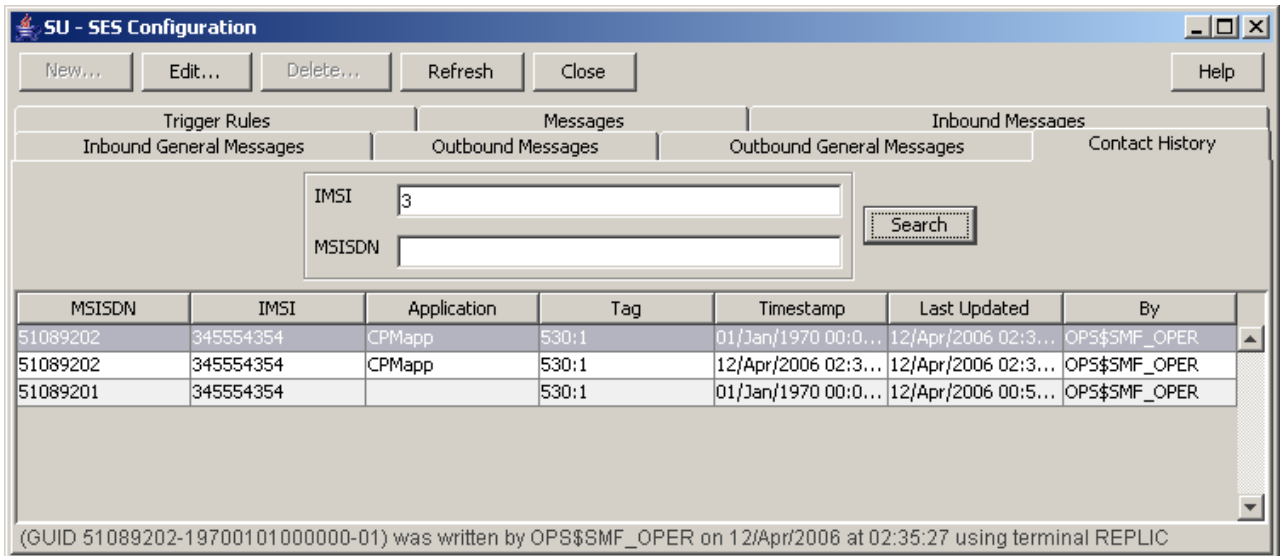 SU - SES Configuration
New... Edit... Delete... Refresh Close Help
Trigger Rules Messages Inbound Messages
Inbound General Messages Outbound Messages Outbound General Messages Contact History
IMSI 3
Search
MSISDN
MSISDN IMSI Application Tag Timestamp Last Updated By
51089202 345554354 CPMapp 530:1 01/Jan/1970 00:0... 12/Apr/2006 02:3... OPS$SMF_OPER
51089202 345554354 CPMapp 530:1 12/Apr/2006 02:3... 12/Apr/2006 02:3... OPS$SMF_OPER
51089201 345554354 530:1 01/Jan/1970 00:0... 12/Apr/2006 00:5... OPS$SMF_OPER
(GUID 51089202-19700101000000-01) was written by OPS$SMF_OPER on 12/Apr/2006 at 02:35:27 using terminal REPLIC